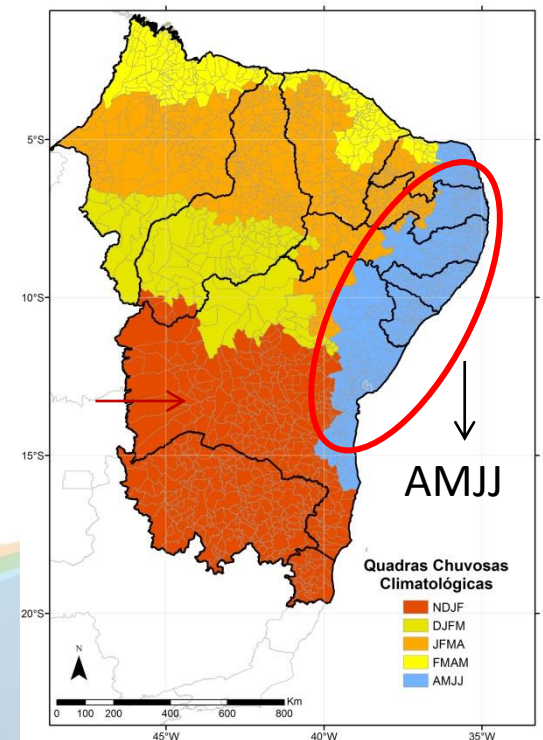 5°S
10°S
15°S
20°S
AMJJ
Quadras Chuvosas
Climatológicas
NDJF
DJFM
JFMA
FMAM
AMJJ
N
Km
0 100 200 400 600 800
45°W 40°W 35°W